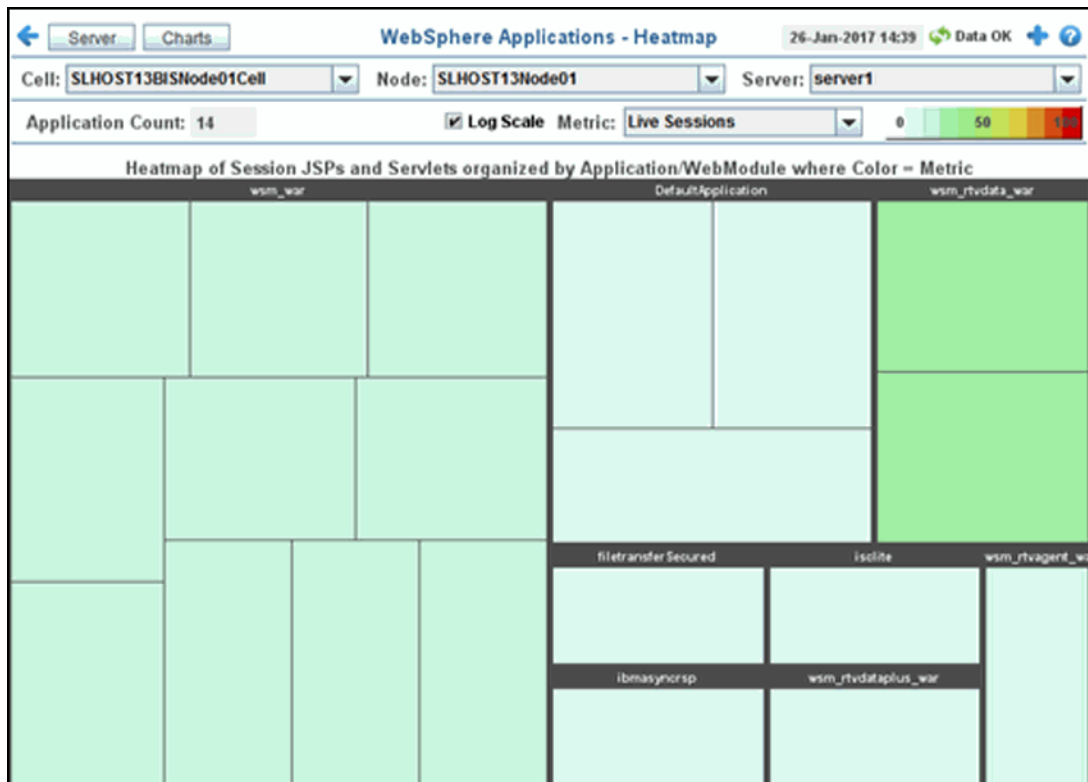 Server Charts WebSphere Applications - Heatmap 26-Jan-2017 14:39 Data OK
Cell: SLHOST13BISNode01Cell Node: SLHOST13Node01 Server: server1
Application Count: 14 Log Scale Metric: Live Sessions 0 50 100
Heatmap of Session JSPs and Servlets organized by Application/WebModule where Color = Metric
wsm_war DefaultApplication wsm_rtvdata_war
filetransferSecured isclite wsm_rtvagent_wa
ibmasyncrsp wsm_rtvdataplus_war